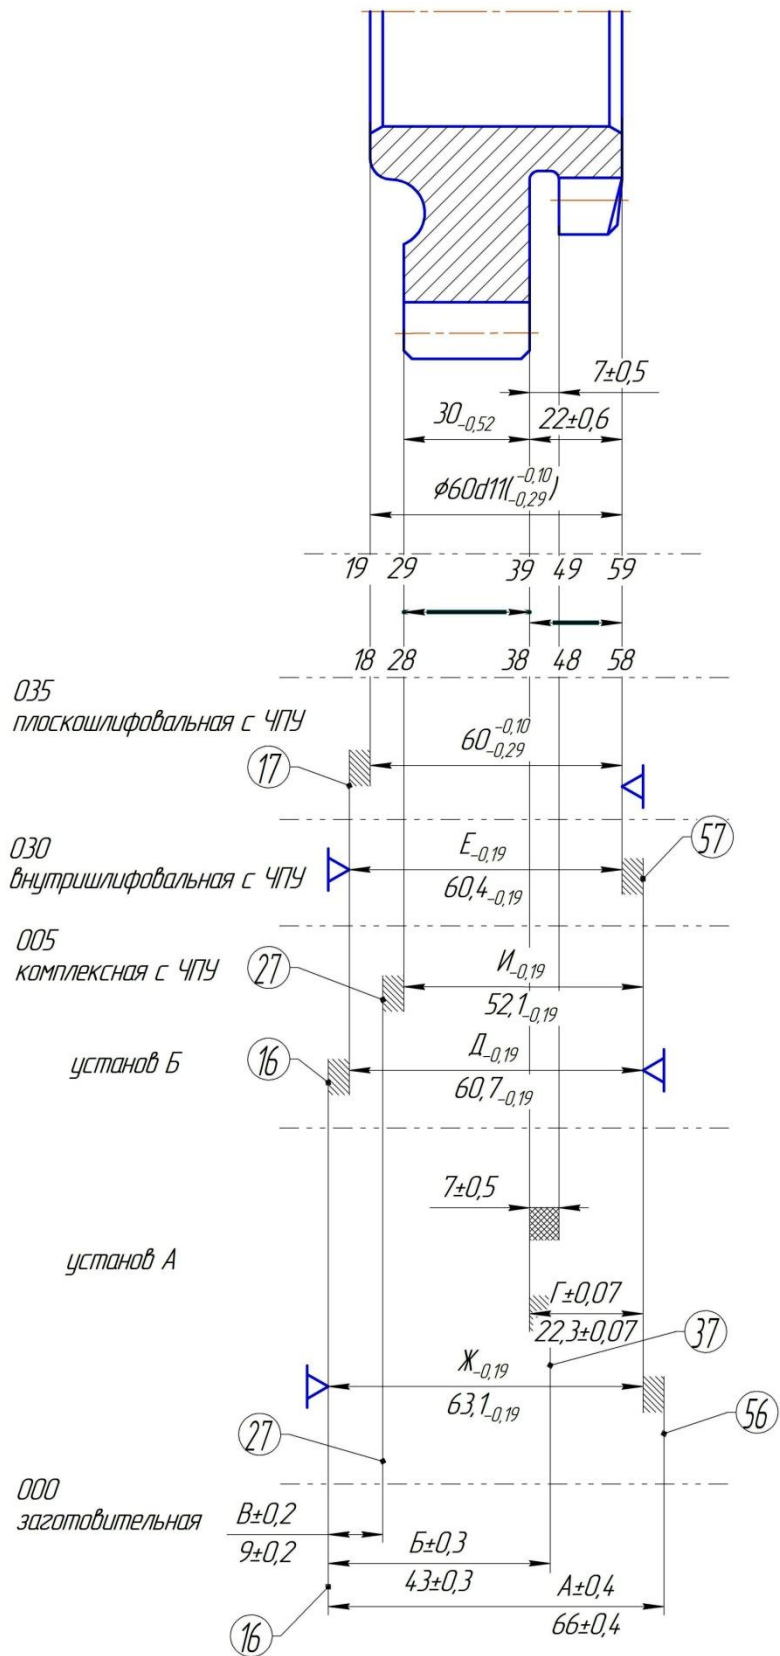 7±0,5
30-0,52
22±0,6
φ60d11(-0,10 -0,29)
19 29 39 49 59
18 28 38 48 58
035
плоскошлифовальная с ЧПУ
17
60-0,10 -0,29
030
внутришлифовальная с ЧПУ
Е-0,19
60,4-0,19
57
005
комплексная с ЧПУ
27
И-0,19
52,1-0,19
установ Б
16
Д-0,19
60,7-0,19
7±0,5
установ А
Г±0,07
22,3±0,07
37
Ж-0,19
63,1-0,19
56
27
000
заготовительная
В±0,2
9±0,2
Б±0,3
43±0,3
А±0,4
66±0,4
16